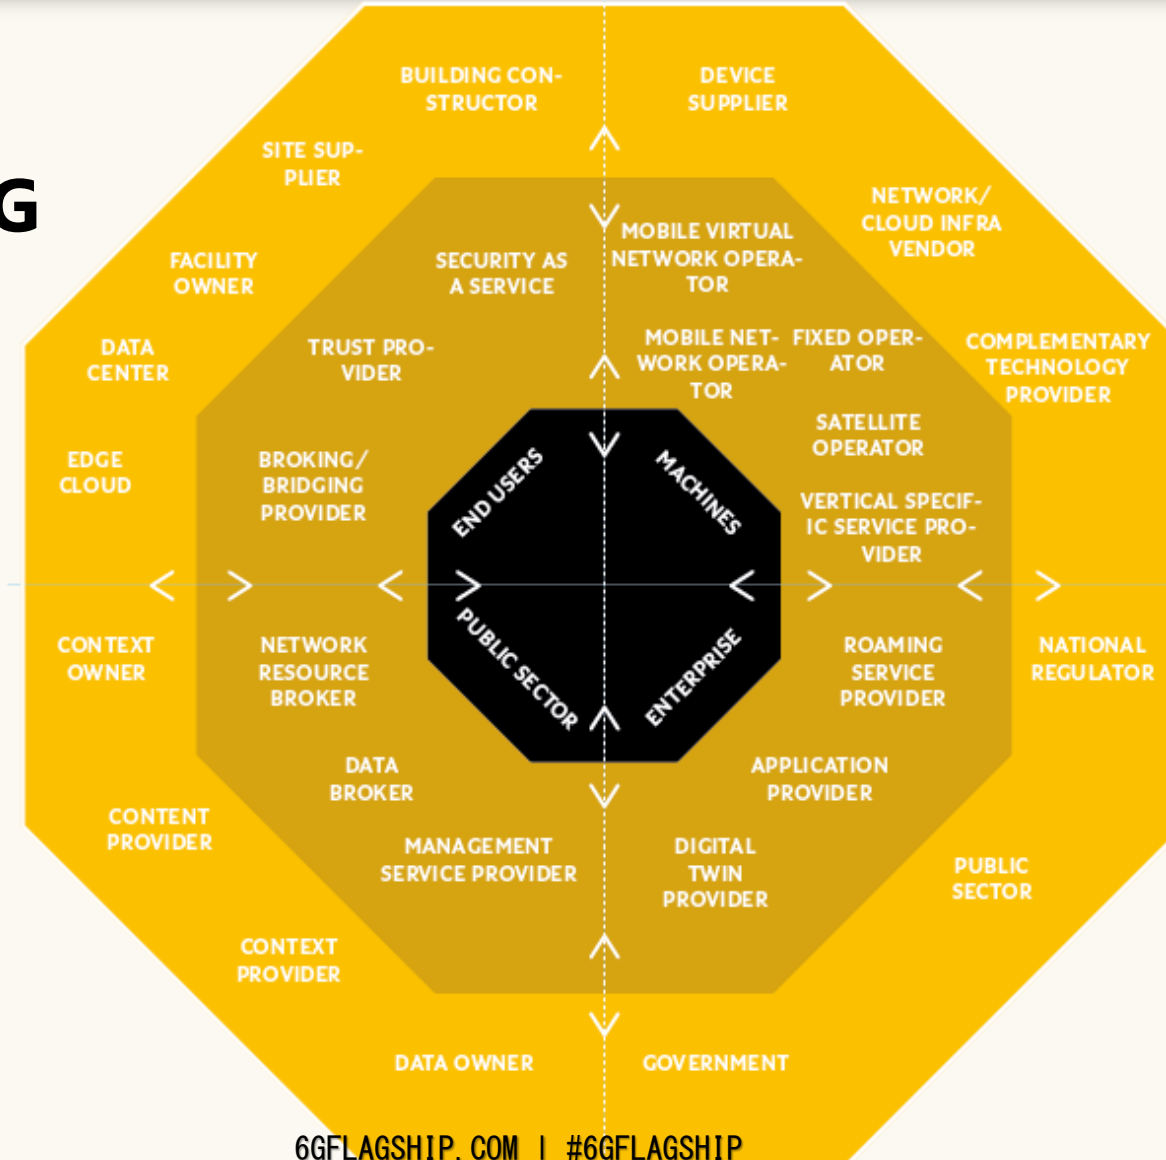 BUILDING CON-
STRUCTOR
DEVICE
SUPPLIER
SITE SUP-
PLIER
G
NETWORK/
CLOUD INFRA
VENDOR
FACILITY
OWNER
SECURITY AS
A SERVICE
MOBILE VIRTUAL
NETWORK OPERA-
TOR
DATA
CENTER
TRUST PRO-
VIDER
MOBILE NET-
WORK OPERA-
TOR
FIXED OPER-
ATOR
COMPLEMENTARY
TECHNOLOGY
PROVIDER
SATELLITE
OPERATOR
EDGE
CLOUD
BROKING/
BRIDGING
PROVIDER
END USERS
MACHINES
VERTICAL SPECIF-
IC SERVICE PRO-
VIDER
CONTEXT
OWNER
NETWORK
RESOURCE
BROKER
PUBLIC SECTOR
ENTERPRISE
ROAMING
SERVICE
PROVIDER
NATIONAL
REGULATOR
DATA
BROKER
APPLICATION
PROVIDER
CONTENT
PROVIDER
MANAGEMENT
SERVICE PROVIDER
DIGITAL
TWIN
PROVIDER
PUBLIC
SECTOR
CONTEXT
PROVIDER
DATA OWNER
GOVERNMENT
6GFLAGSHIP.COM | #6GFLAGSHIP